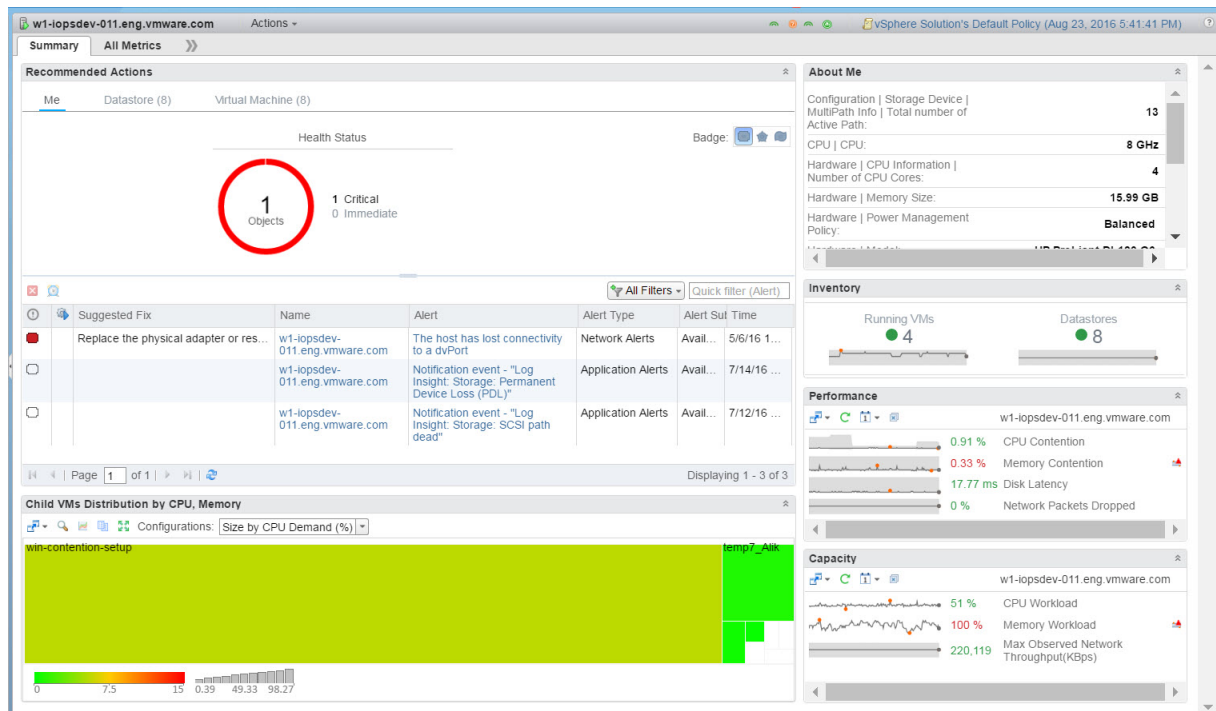 w1-iopsdev-011.eng.vmware.com Actions
vSphere Solution's Default Policy (Aug 23, 2016 5:41:41 PM)
Summary All Metrics
Recommended Actions
Me Datastore (8) Virtual Machine (8)
Health Status
Badge:
1
Objects
1 Critical
0 Immediate
All Filters Quick filter (Alert)
Suggested Fix Name Alert Alert Type Alert Sul Time
Replace the physical adapter or res... w1-iopsdev-011.eng.vmware.com The host has lost connectivity Network Alerts Avail... 5/6/16 1...
to a dvPort
w1-iopsdev-011.eng.vmware.com Notification event - "Log Application Alerts Avail... 7/14/16 ...
Insight: Storage: Permanent
Device Loss (PDL)"
w1-iopsdev-011.eng.vmware.com Notification event - "Log Application Alerts Avail... 7/12/16 ...
Insight: Storage: SCSI path
dead"
Page 1 of 1 Displaying 1 - 3 of 3
Child VMs Distribution by CPU, Memory
Configurations: Size by CPU Demand (%)
win-contention-setup temp7_Alik
0 7.5 15 0.39 49.33 98.27
About Me
Configuration | Storage Device |
MultiPath Info | Total number of 13
Active Path:
CPU | CPU: 8 GHz
Hardware | CPU Information |
Number of CPU Cores: 4
Hardware | Memory Size: 15.99 GB
Hardware | Power Management
Policy: Balanced
Inventory
Running VMs Datastores
4 8
Performance
1 w1-iopsdev-011.eng.vmware.com
0.91 % CPU Contention
0.33 % Memory Contention
17.77 ms Disk Latency
0 % Network Packets Dropped
Capacity
1 w1-iopsdev-011.eng.vmware.com
51 % CPU Workload
100 % Memory Workload
220,119 Max Observed Network
Throughput(KBps)